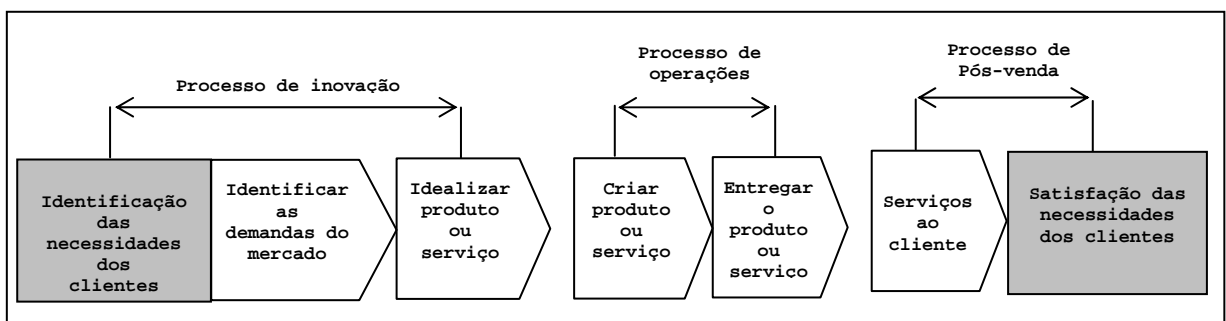 Processo de inovação
Processo de
operações
Processo de
Pós-venda
Identificação
das
necessidades
dos
clientes
Identificar
as
demandas do
mercado
Idealizar
produto
ou
serviço
Criar
produto
ou
serviço
Entregar
o
produto
ou
servico
Serviços
ao
cliente
Satisfação das
necessidades
dos clientes